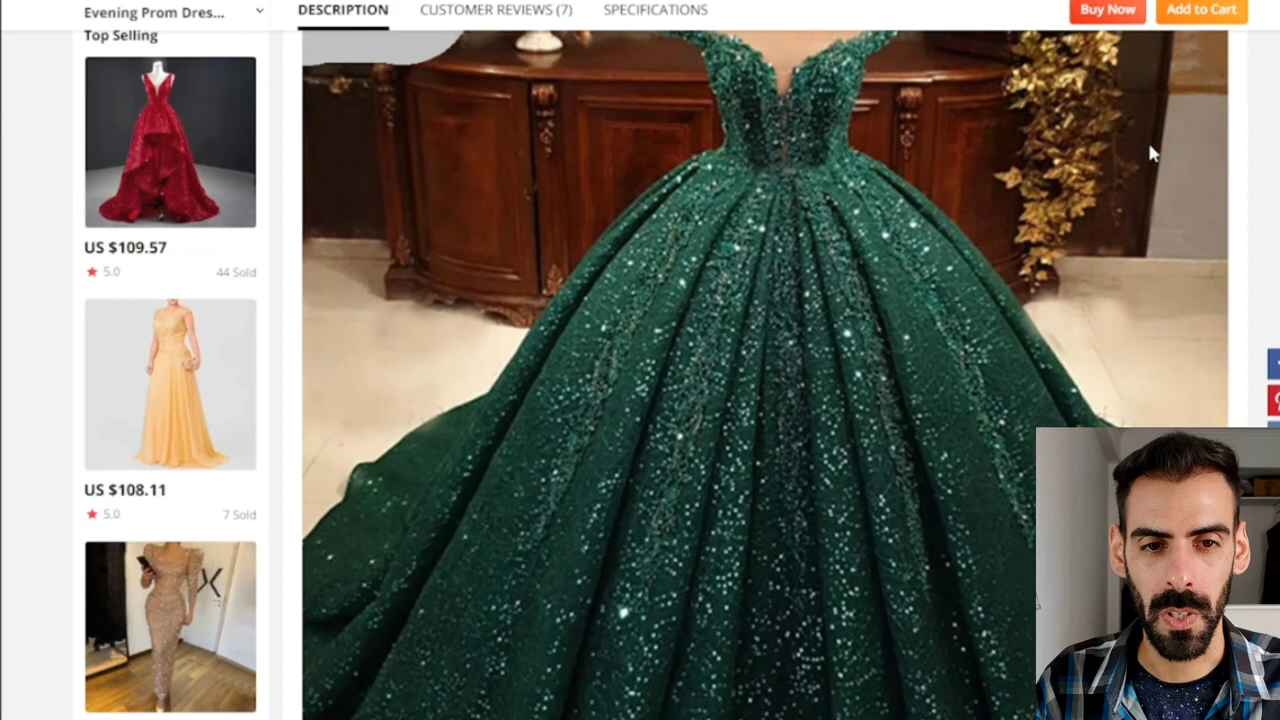 Evening Prom Dres...
DESCRIPTION
CUSTOMER REVIEWS (7)
SPECIFICATIONS
Buy Now
Add to Cart
Top Selling
US $109.57
5.0
44 Sold
US $108.11
5.0
7 Sold